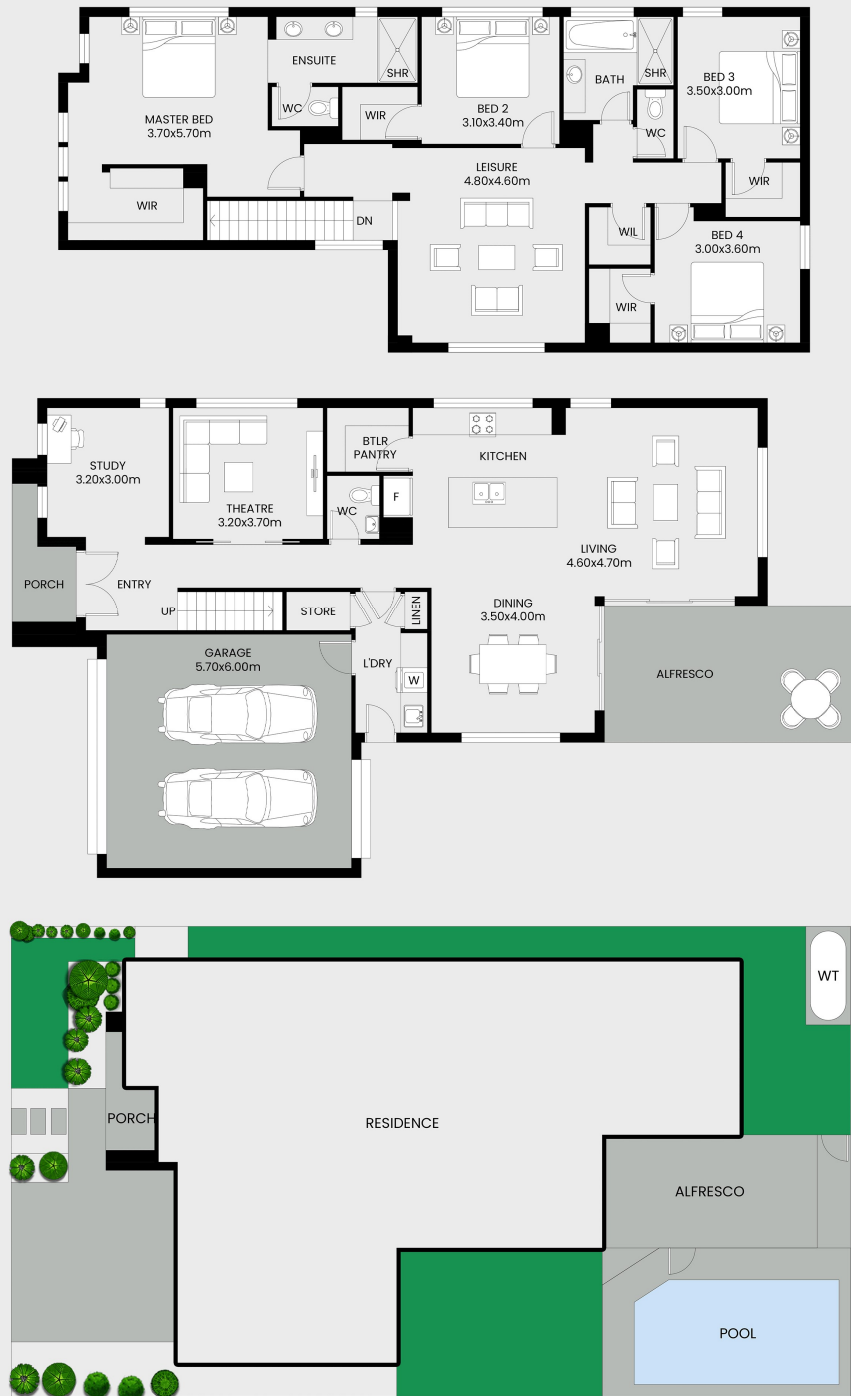 ENSUITE
SHR
WC
MASTER BED
3.70x5.70m
WIR
BED 2
3.10x3.40m
BATH
SHR
BED 3
3.50x3.00m
WC
LEISURE
4.80x4.60m
WIR
WIR
DN
WIL
BED 4
3.00x3.60m
WIR
STUDY
3.20x3.00m
THEATRE
3.20x3.70m
BTLR
PANTRY
KITCHEN
WC
F
LIVING
4.60x4.70m
PORCH
ENTRY
UP
STORE
LINEN
DINING
3.50x4.00m
GARAGE
5.70x6.00m
L'DRY
W
ALFRESCO
WT
PORCH
RESIDENCE
ALFRESCO
POOL